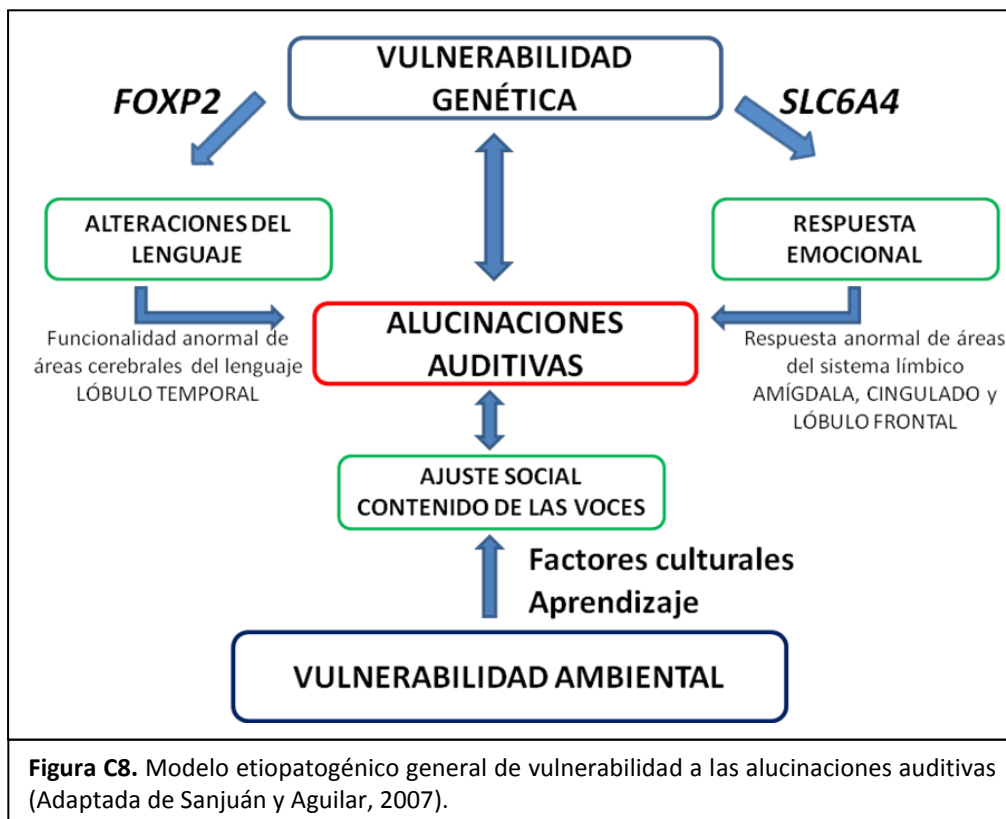 VULNERABILIDAD
GENÉTICA
FOXP2
SLC6A4
ALTERACIONES DEL
LENGUAJE
RESPUESTA
EMOCIONAL
Funcionalidad anormal de
áreas cerebrales del lenguaje
LÓBULO TEMPORAL
ALUCINACIONES
AUDITIVAS
Respuesta anormal de áreas
del sistema límbico
AMÍGDALA, CINGULADO y
LÓBULO FRONTAL
AJUSTE SOCIAL
CONTENIDO DE LAS VOCES
Factores culturales
Aprendizaje
VULNERABILIDAD AMBIENTAL
Figura C8. Modelo etiopatogénico general de vulnerabilidad a las alucinaciones auditivas
(Adaptada de Sanjuán y Aguilar, 2007).